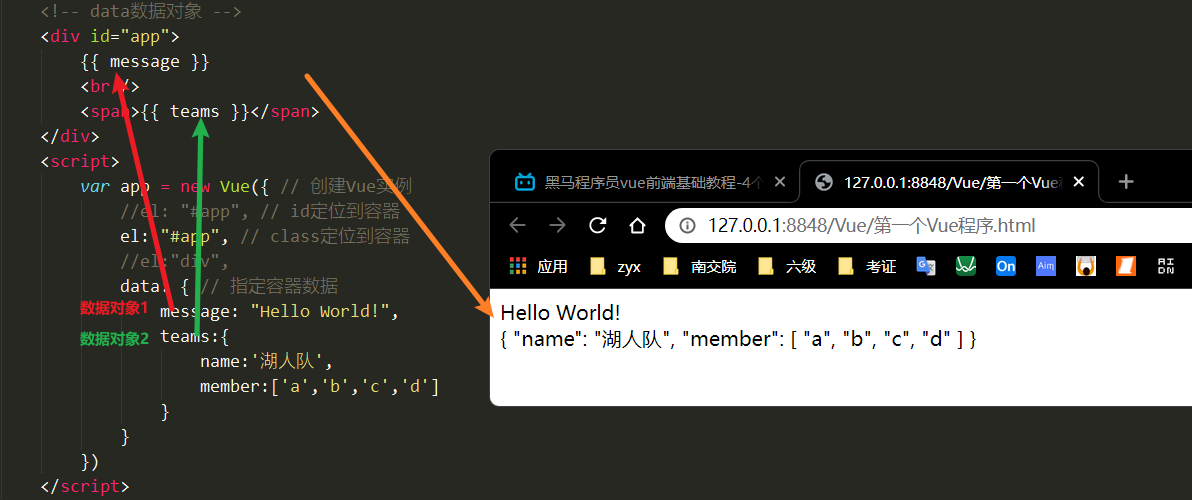 <!-- data数据对象 -->
<div id="app">
{{ message }}
<br/>
<span>{{ teams }}</span>
</div>
<script>
var app = new Vue({ // 创建Vue实例
//el: "#app", // id定位到容器
el: "#app", // class定位到容器
//el:"div",
data: { // 指定容器数据
数据对象1 message: "Hello World!",
数据对象2 teams:{
name:'湖人队',
member:['a','b','c','d']
}
}
})
</script>
黑马程序员vue前端基础教程-4个
127.0.0.1:8848/Vue/第一个Vue
127.0.0.1:8848/Vue/第一个Vue程序.html
应用 zyx 南交院 六级 考证 On Aim
Hello World!
{ "name": "湖人队", "member": [ "a", "b", "c", "d" ] }